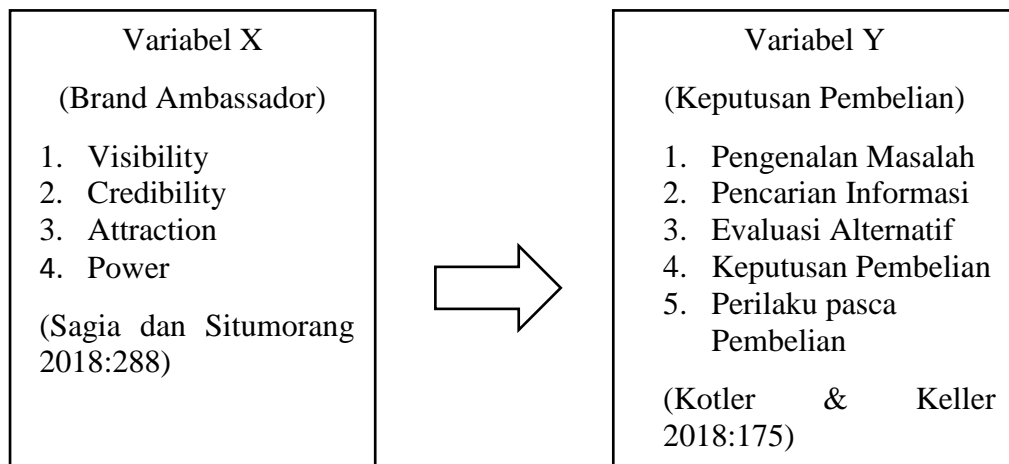 Variabel X
(Brand Ambassador)
1. Visibility
2. Credibility
3. Attraction
4. Power
(Sagia dan Situmorang
2018:288)
Variabel Y
(Keputusan Pembelian)
1. Pengenalan Masalah
2. Pencarian Informasi
3. Evaluasi Alternatif
4. Keputusan Pembelian
5. Perilaku pasca
Pembelian
(Kotler & Keller
2018:175)